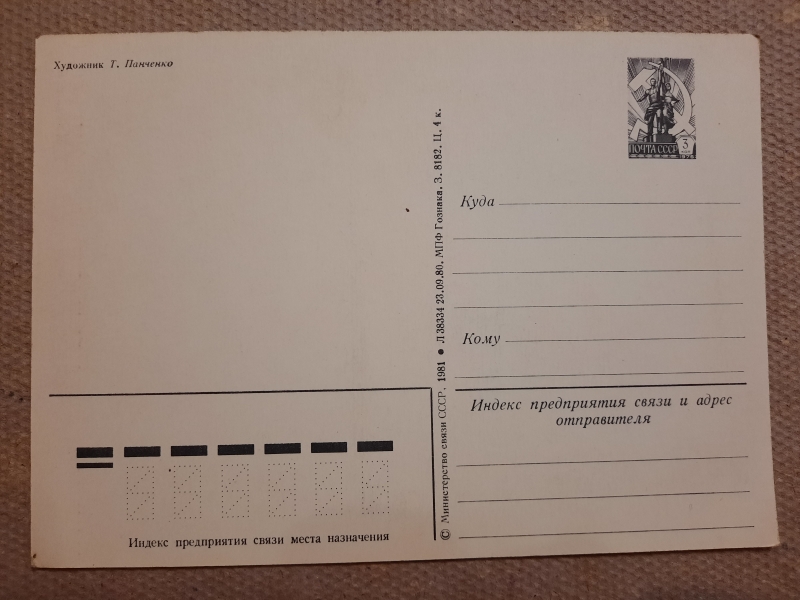 Художник Т. Панченко
ПОЧТА СССР 3
Куда
Кому
Индекс предприятия связи и адрес
отправителя
Индекс предприятия связи места назначения
© Министерство связи СССР. 1981 ● Л 38334 23.09.80. МПФ Гознака. З. 8182. Ц. 4 к.